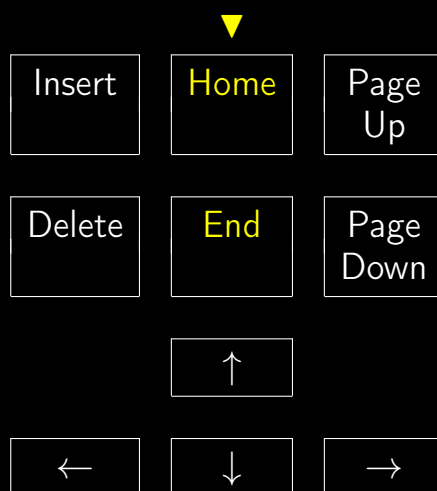 ▼
Insert Home Page Up
Delete End Page Down
↑
← ↓ →